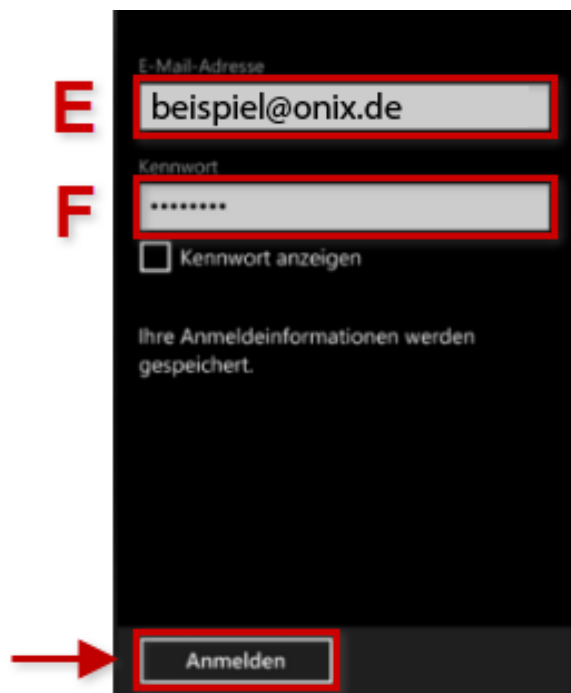 E-Mail-Adresse
E
beispiel@onix.de
Kennwort
F
••••••••
Kennwort anzeigen
Ihre Anmeldeinformationen werden
gespeichert.
Anmelden